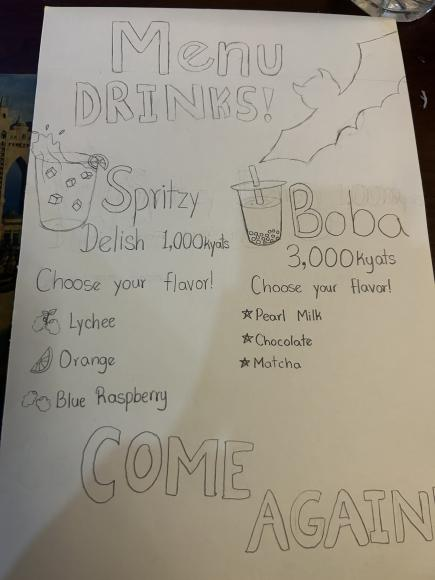 Menu
DRINKS!
Spritzy
Delish 1,000kyats
Choose your flavor!
Lychee
Orange
Blue Raspberry
Boba
3,000kyats
Choose your flavor!
Pearl Milk
Chocolate
Matcha
COME
AGAIN